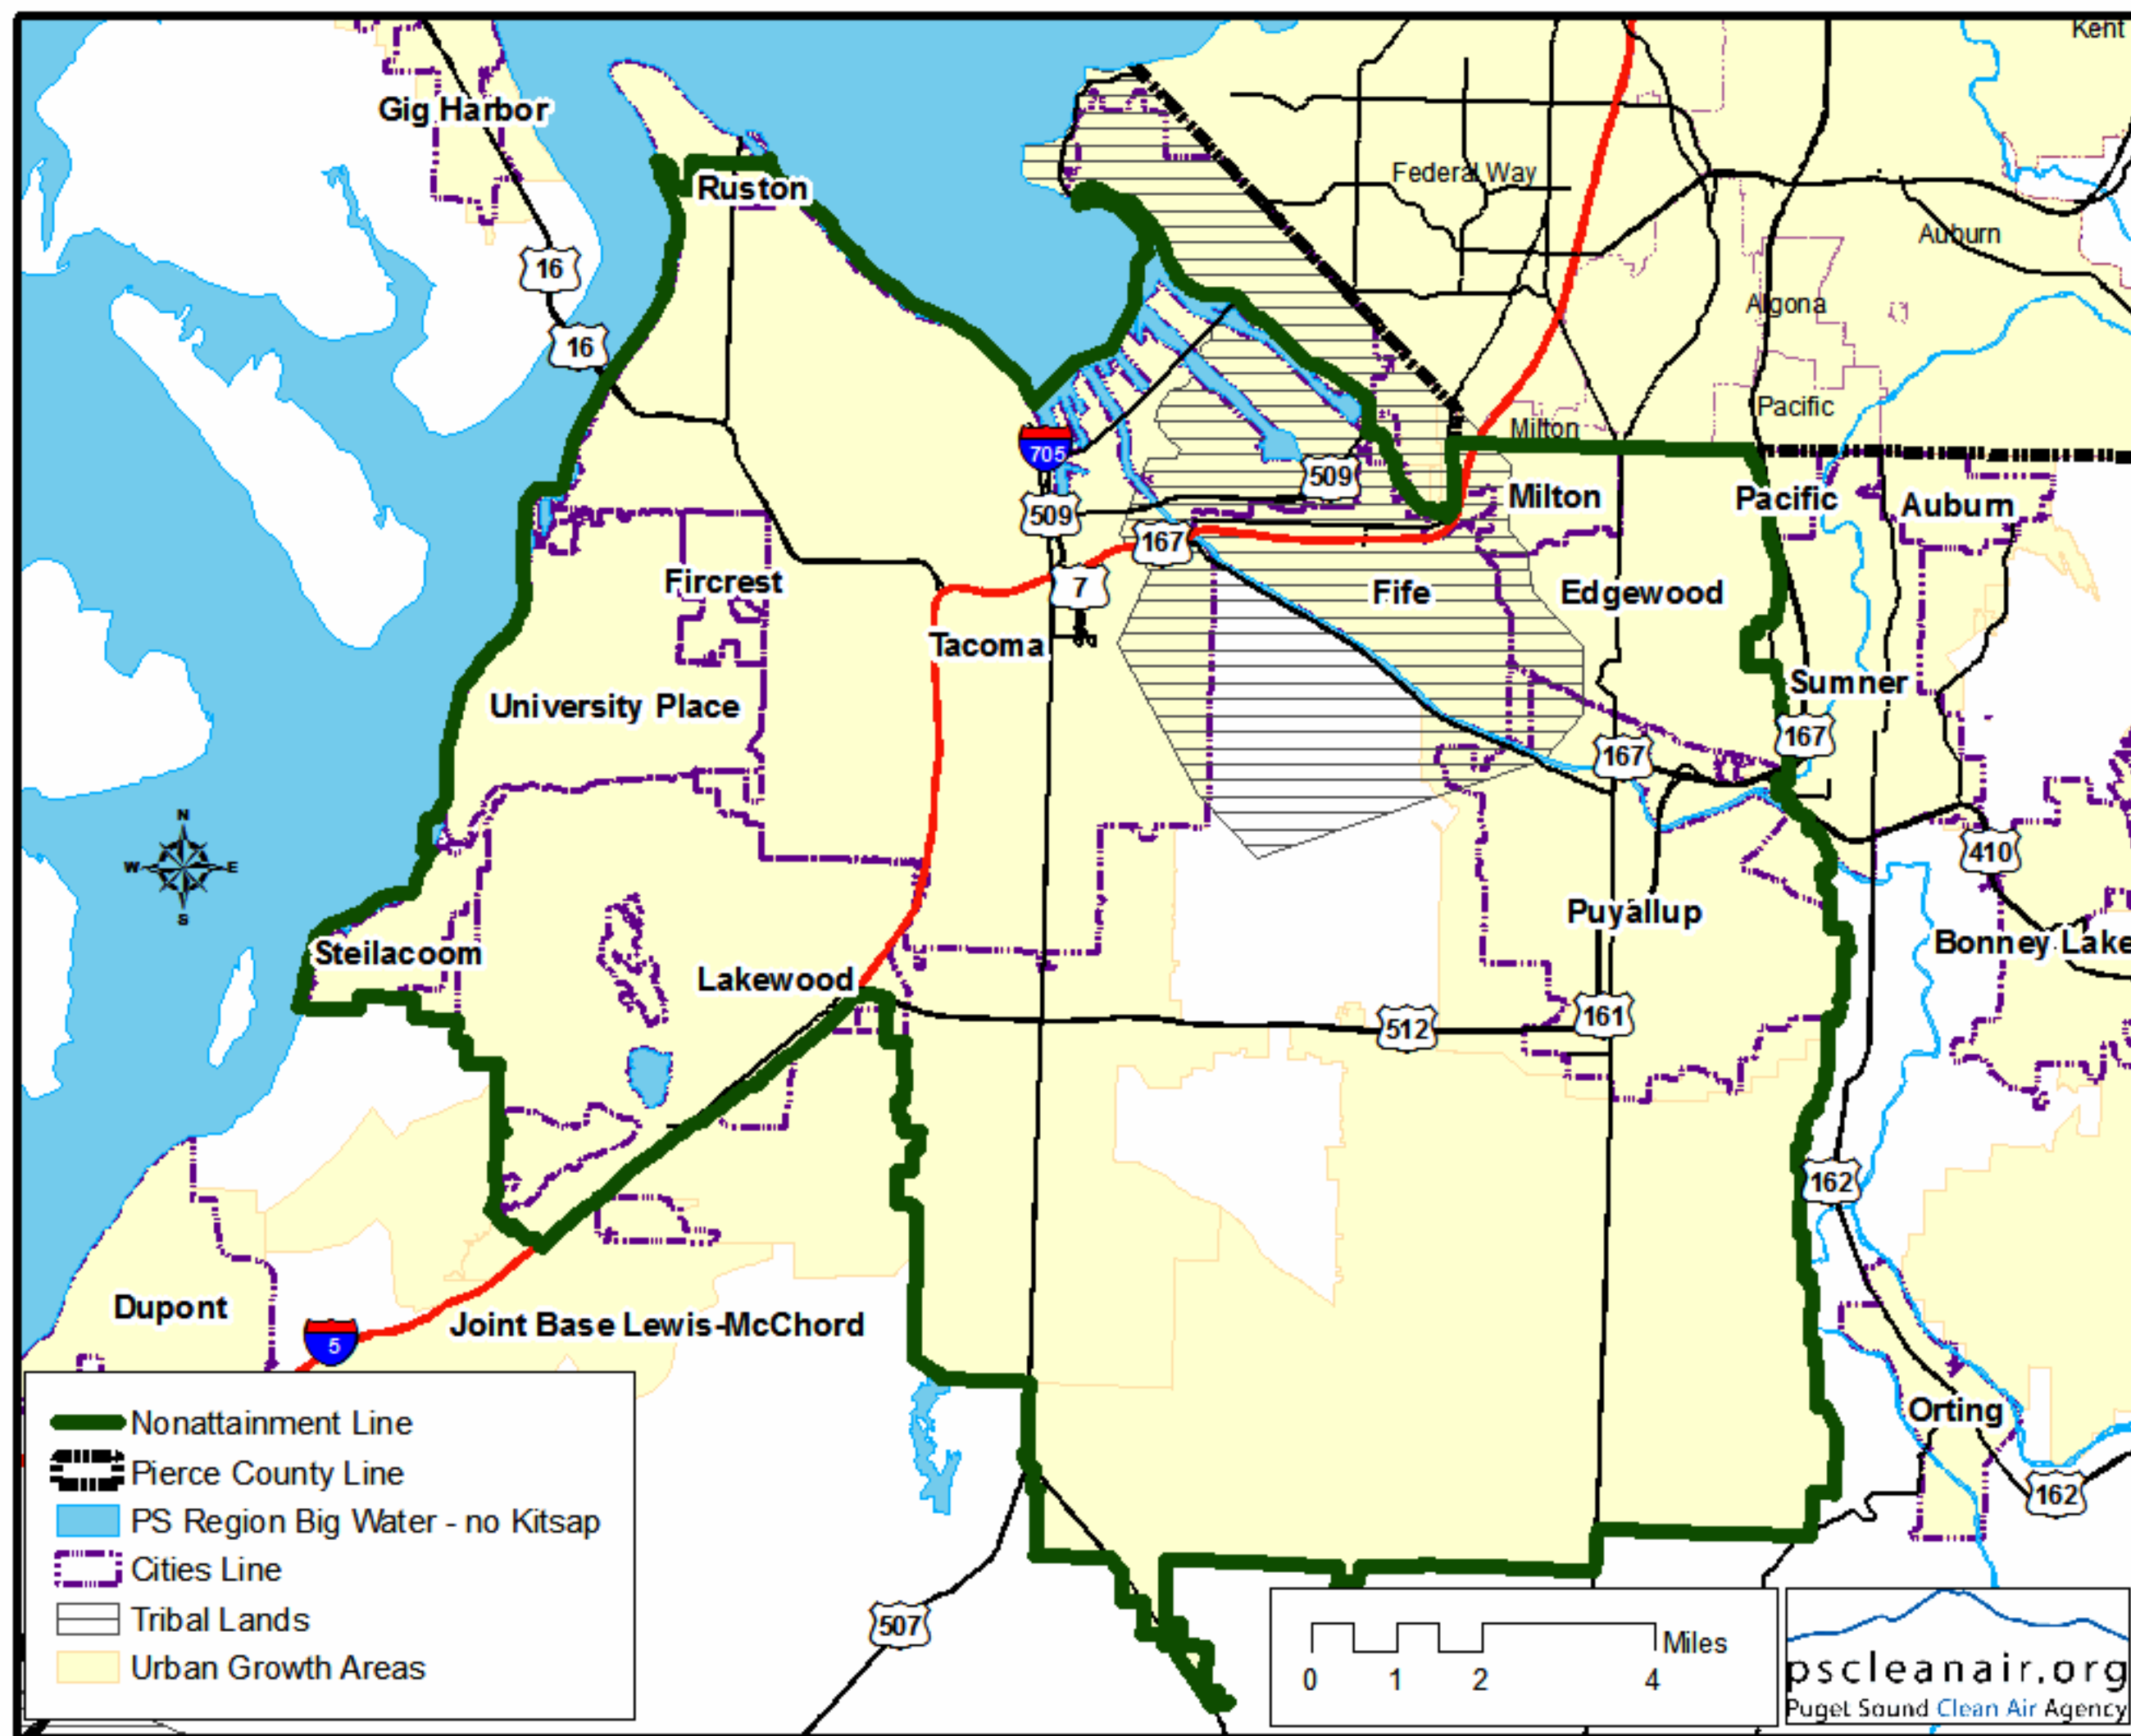 Kent
Gig Harbor
Federal Way
Ruston
Auburn
16
Algona
16
Pacific
Milton
705
509
509
Milton
Pacific
Auburn
167
Fircrest
7
Fife
Edgewood
Tacoma
Sumner
University Place
167
167
N
W
E
S
410
Puyallup
Steilacoom
Bonney Lake
Lakewood
512
161
162
Dupont
Joint Base Lewis-McChord
5
Orting
162
507
Nonattainment Line
Pierce County Line
PS Region Big Water - no Kitsap
Cities Line
Tribal Lands
Urban Growth Areas
Miles
0 1 2 4
pscleanair.org
Puget Sound Clean Air Agency